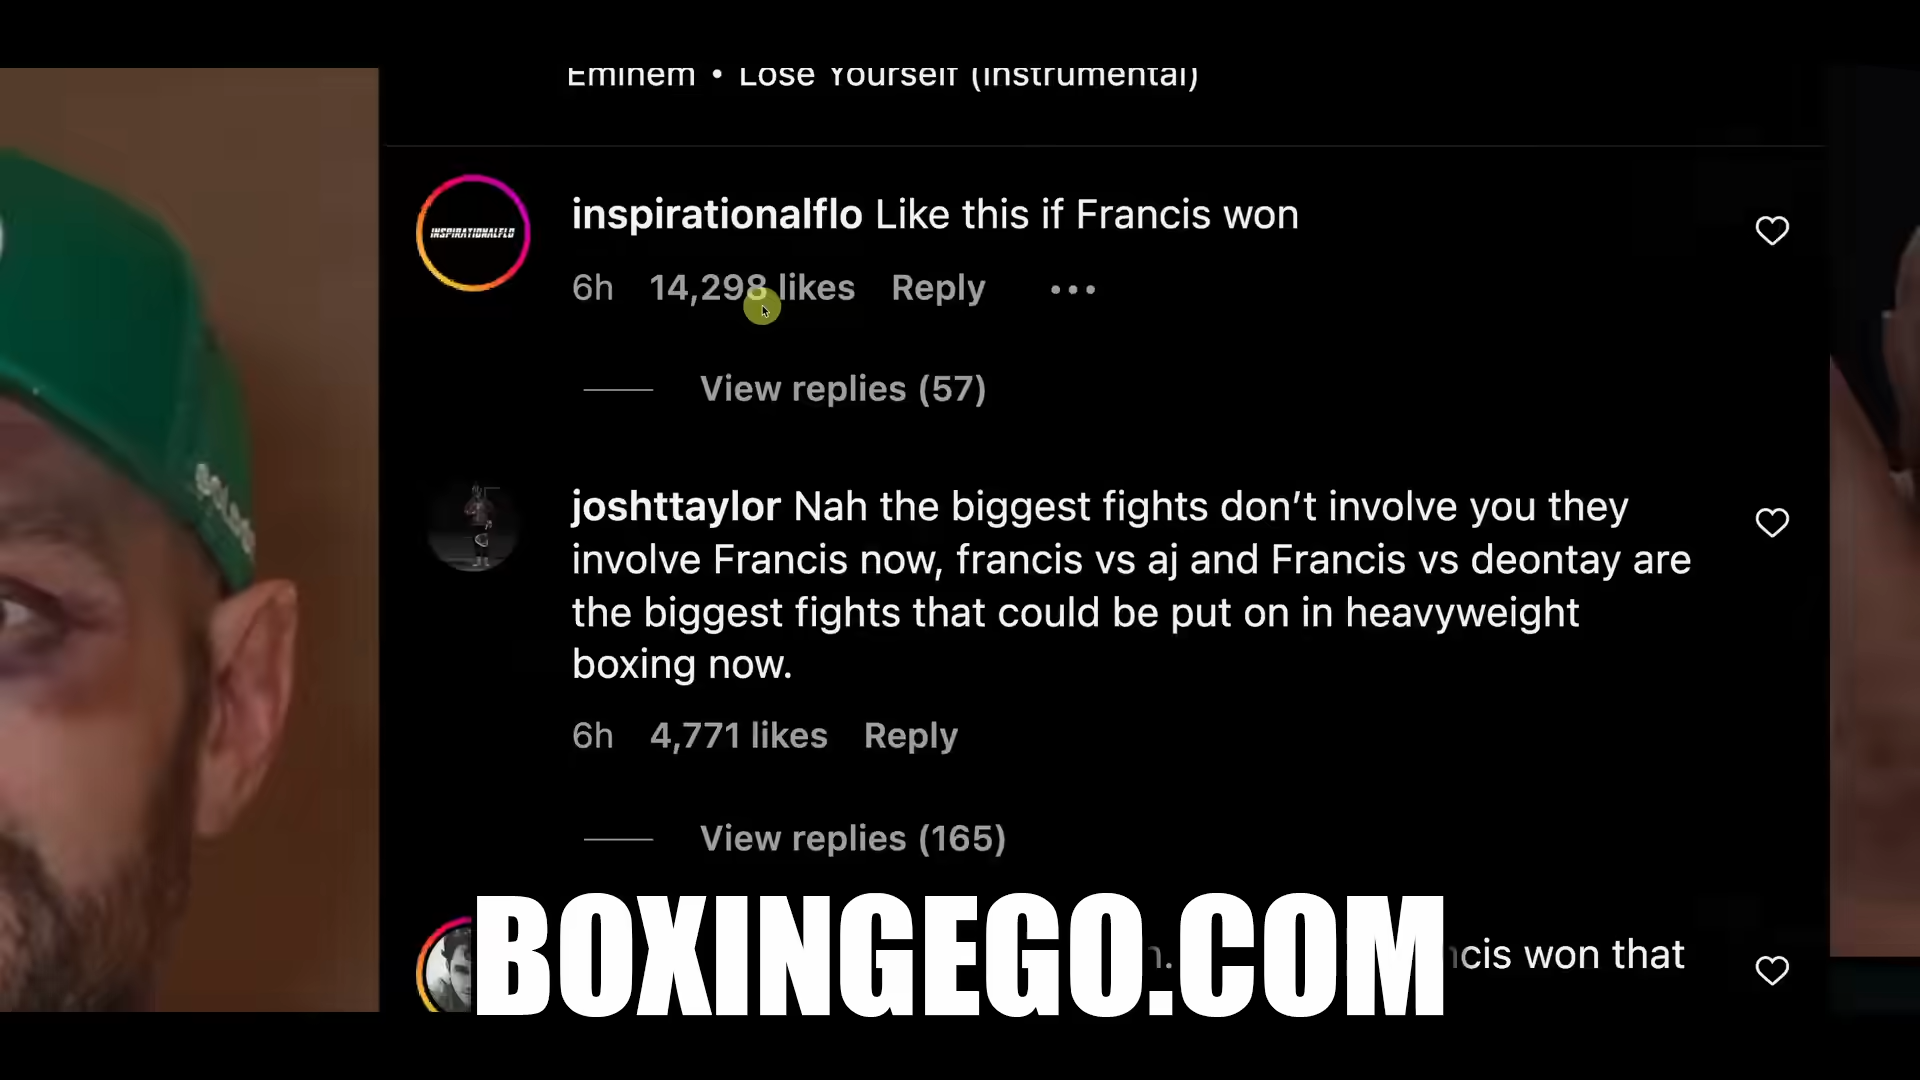 Eminem • Lose Yourself (Instrumental)
INSPIRATIONALFLO
inspirationalflo Like this if Francis won
6h 14,298 likes Reply •••
View replies (57)
joshttaylor Nah the biggest fights don’t involve you they
involve Francis now, francis vs aj and Francis vs deontay are
the biggest fights that could be put on in heavyweight
boxing now.
6h 4,771 likes Reply
View replies (165)
won that
BOXINGEGO.COM